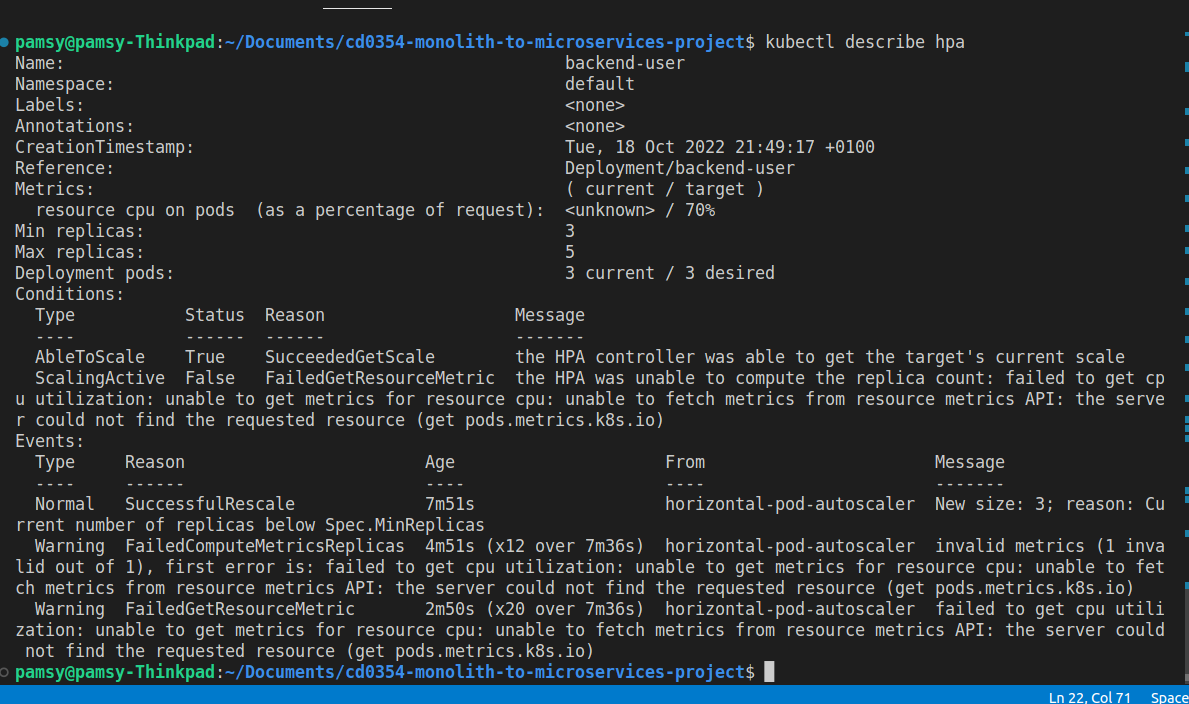 pamsy@pamsy-Thinkpad:~/Documents/cd0354-monolith-to-microservices-project$ kubectl describe hpa
Name:                                                  backend-user
Namespace:                                             default
Labels:                                                <none>
Annotations:                                           <none>
CreationTimestamp:                                     Tue, 18 Oct 2022 21:49:17 +0100
Reference:                                             Deployment/backend-user
Metrics:                                               ( current / target )
  resource cpu on pods  (as a percentage of request):  <unknown> / 70%
Min replicas:                                          3
Max replicas:                                          5
Deployment pods:                                       3 current / 3 desired
Conditions:
  Type           Status  Reason                   Message
  ----           ------  ------                   -------
  AbleToScale    True    SucceededGetScale        the HPA controller was able to get the target's current scale
  ScalingActive  False   FailedGetResourceMetric  the HPA was unable to compute the replica count: failed to get cp
u utilization: unable to get metrics for resource cpu: unable to fetch metrics from resource metrics API: the serve
r could not find the requested resource (get pods.metrics.k8s.io)
Events:
  Type     Reason                        Age                     From                       Message
  ----     ------                        ----                    ----                       -------
  Normal   SuccessfulRescale             7m51s                   horizontal-pod-autoscaler  New size: 3; reason: Cu
rrent number of replicas below Spec.MinReplicas
  Warning  FailedComputeMetricsReplicas  4m51s (x12 over 7m36s)  horizontal-pod-autoscaler  invalid metrics (1 inva
lid out of 1), first error is: failed to get cpu utilization: unable to get metrics for resource cpu: unable to fet
ch metrics from resource metrics API: the server could not find the requested resource (get pods.metrics.k8s.io)
  Warning  FailedGetResourceMetric       2m50s (x20 over 7m36s)  horizontal-pod-autoscaler  failed to get cpu utili
zation: unable to get metrics for resource cpu: unable to fetch metrics from resource metrics API: the server could
 not find the requested resource (get pods.metrics.k8s.io)
pamsy@pamsy-Thinkpad:~/Documents/cd0354-monolith-to-microservices-project$
Ln 22, Col 71    Space